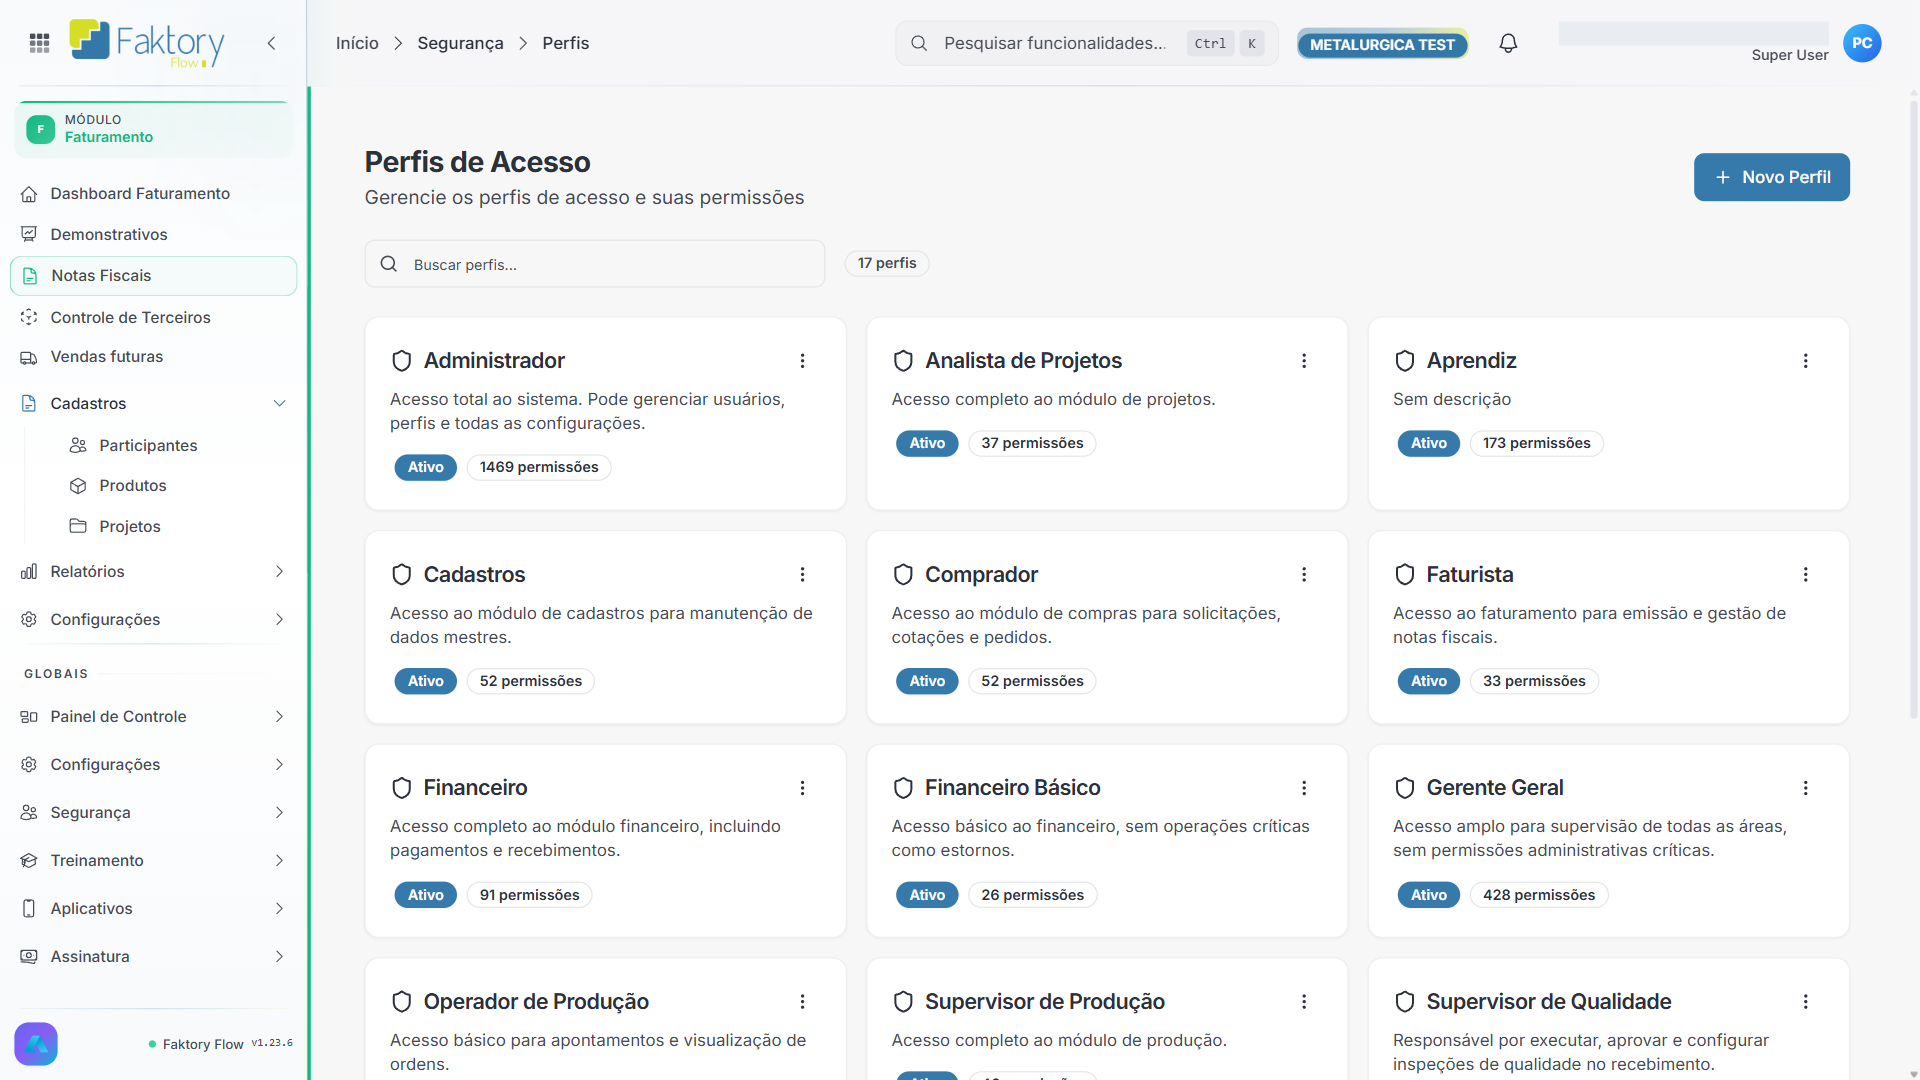 Faktory
Flow
Início
Segurança
Perfis
Pesquisar funcionalidades...
Ctrl
K
METALURGICA TEST
Super User
PC
F
MÓDULO
Faturamento
Dashboard Faturamento
Demonstrativos
Notas Fiscais
Controle de Terceiros
Vendas futuras
Cadastros
Participantes
Produtos
Projetos
Relatórios
Configurações
GLOBAIS
Painel de Controle
Configurações
Segurança
Treinamento
Aplicativos
Assinatura
Faktory Flow v1.23.6
Perfis de Acesso
Gerencie os perfis de acesso e suas permissões
+ Novo Perfil
Buscar perfis...
17 perfis
Administrador
Acesso total ao sistema. Pode gerenciar usuários,
perfis e todas as configurações.
Ativo
1469 permissões
Analista de Projetos
Acesso completo ao módulo de projetos.
Ativo
37 permissões
Aprendiz
Sem descrição
Ativo
173 permissões
Cadastros
Acesso ao módulo de cadastros para manutenção de
dados mestres.
Ativo
52 permissões
Comprador
Acesso ao módulo de compras para solicitações,
cotações e pedidos.
Ativo
52 permissões
Faturista
Acesso ao faturamento para emissão e gestão de
notas fiscais.
Ativo
33 permissões
Financeiro
Acesso completo ao módulo financeiro, incluindo
pagamentos e recebimentos.
Ativo
91 permissões
Financeiro Básico
Acesso básico ao financeiro, sem operações críticas
como estornos.
Ativo
26 permissões
Gerente Geral
Acesso amplo para supervisão de todas as áreas,
sem permissões administrativas críticas.
Ativo
428 permissões
Operador de Produção
Acesso básico para apontamentos e visualização de
ordens.
Supervisor de Produção
Acesso completo ao módulo de produção.
Supervisor de Qualidade
Responsável por executar, aprovar e configurar
inspeções de qualidade no recebimento.